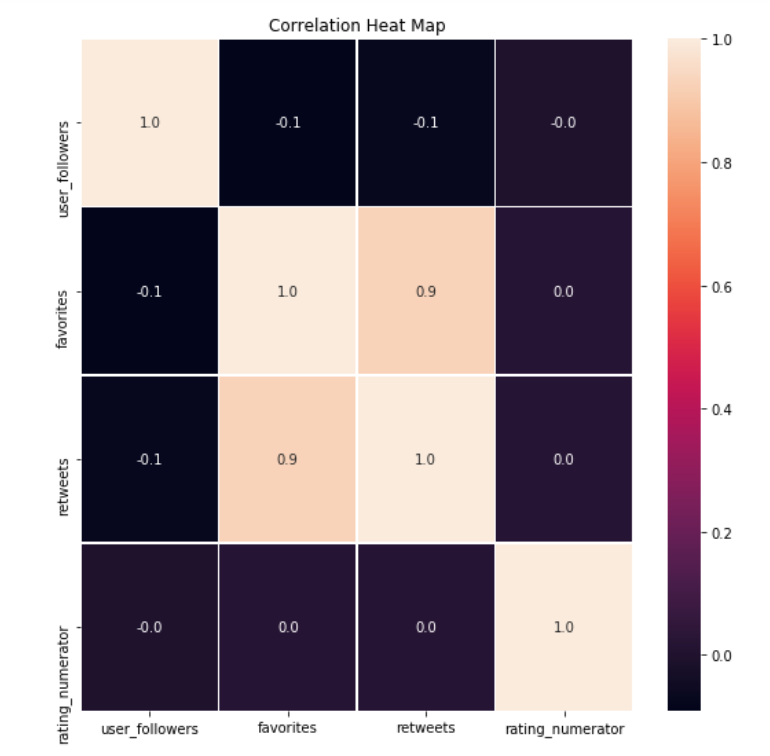 Correlation Heat Map
user_followers 1.0 -0.1 -0.1 -0.0
favorites -0.1 1.0 0.9 0.0
retweets -0.1 0.9 1.0 0.0
rating_numerator -0.0 0.0 0.0 1.0
user_followers favorites retweets rating_numerator
1.0
0.8
0.6
0.4
0.2
0.0